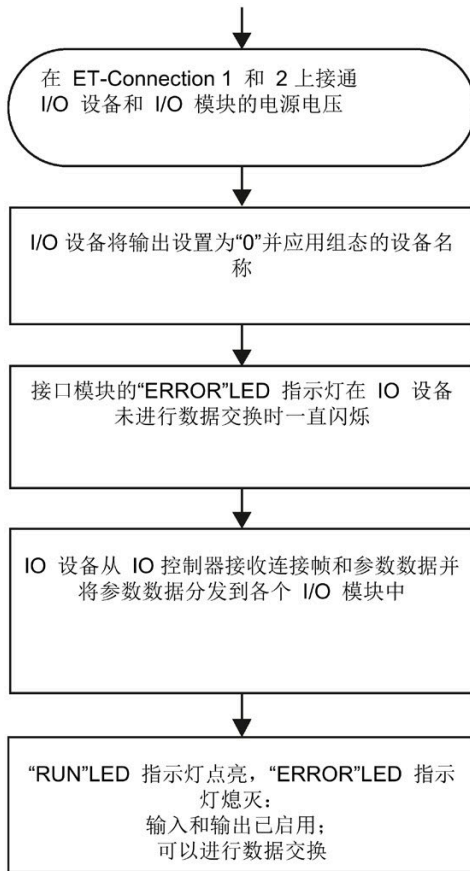 在 ET-Connection 1 和 2 上接通
I/O 设备和 I/O 模块的电源电压
I/O 设备将输出设置为“0”并应用组态的设备名
称
接口模块的“ERROR”LED 指示灯在 IO 设备
未进行数据交换时一直闪烁
IO 设备从 IO 控制器接收连接帧和参数数据并
将参数数据分发到各个 I/O 模块中
“RUN”LED 指示灯点亮，“ERROR”LED 指示
灯熄灭：
输入和输出已启用；
可以进行数据交换